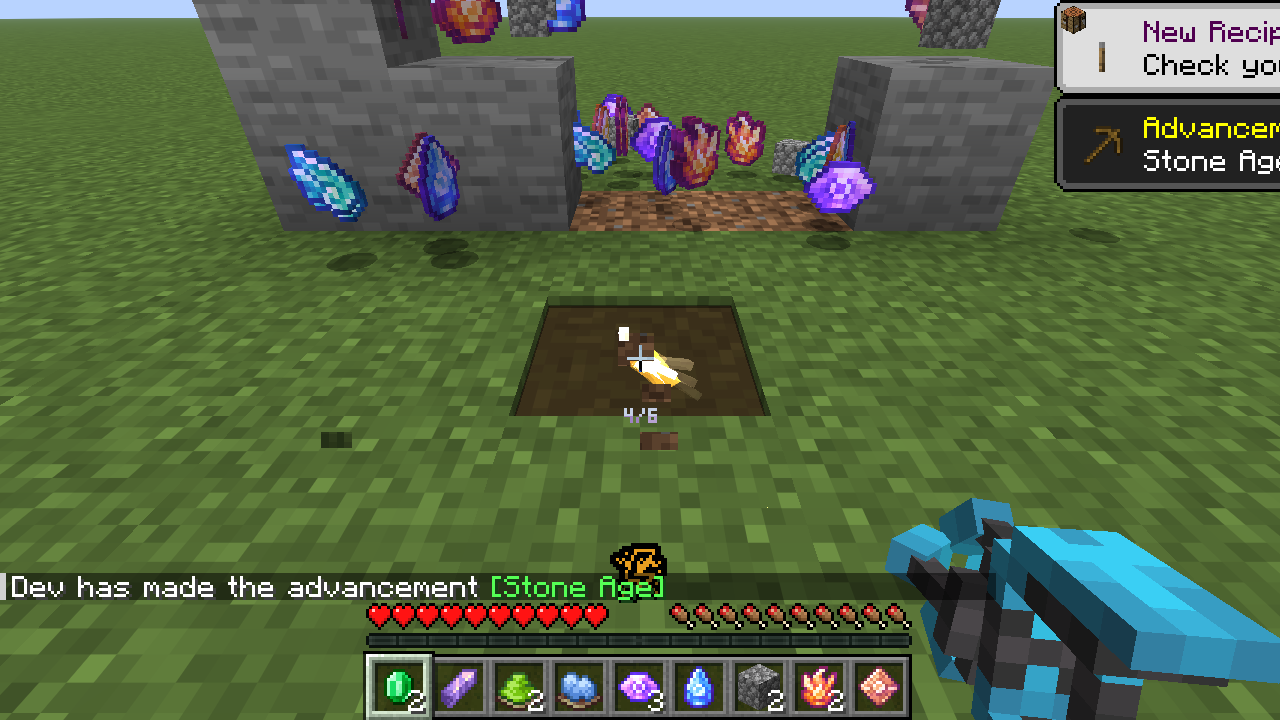 New Recip
Check yo
Advancem
Stone Age
4/6
Dev has made the advancement [Stone Age]
2
2
3
2
2